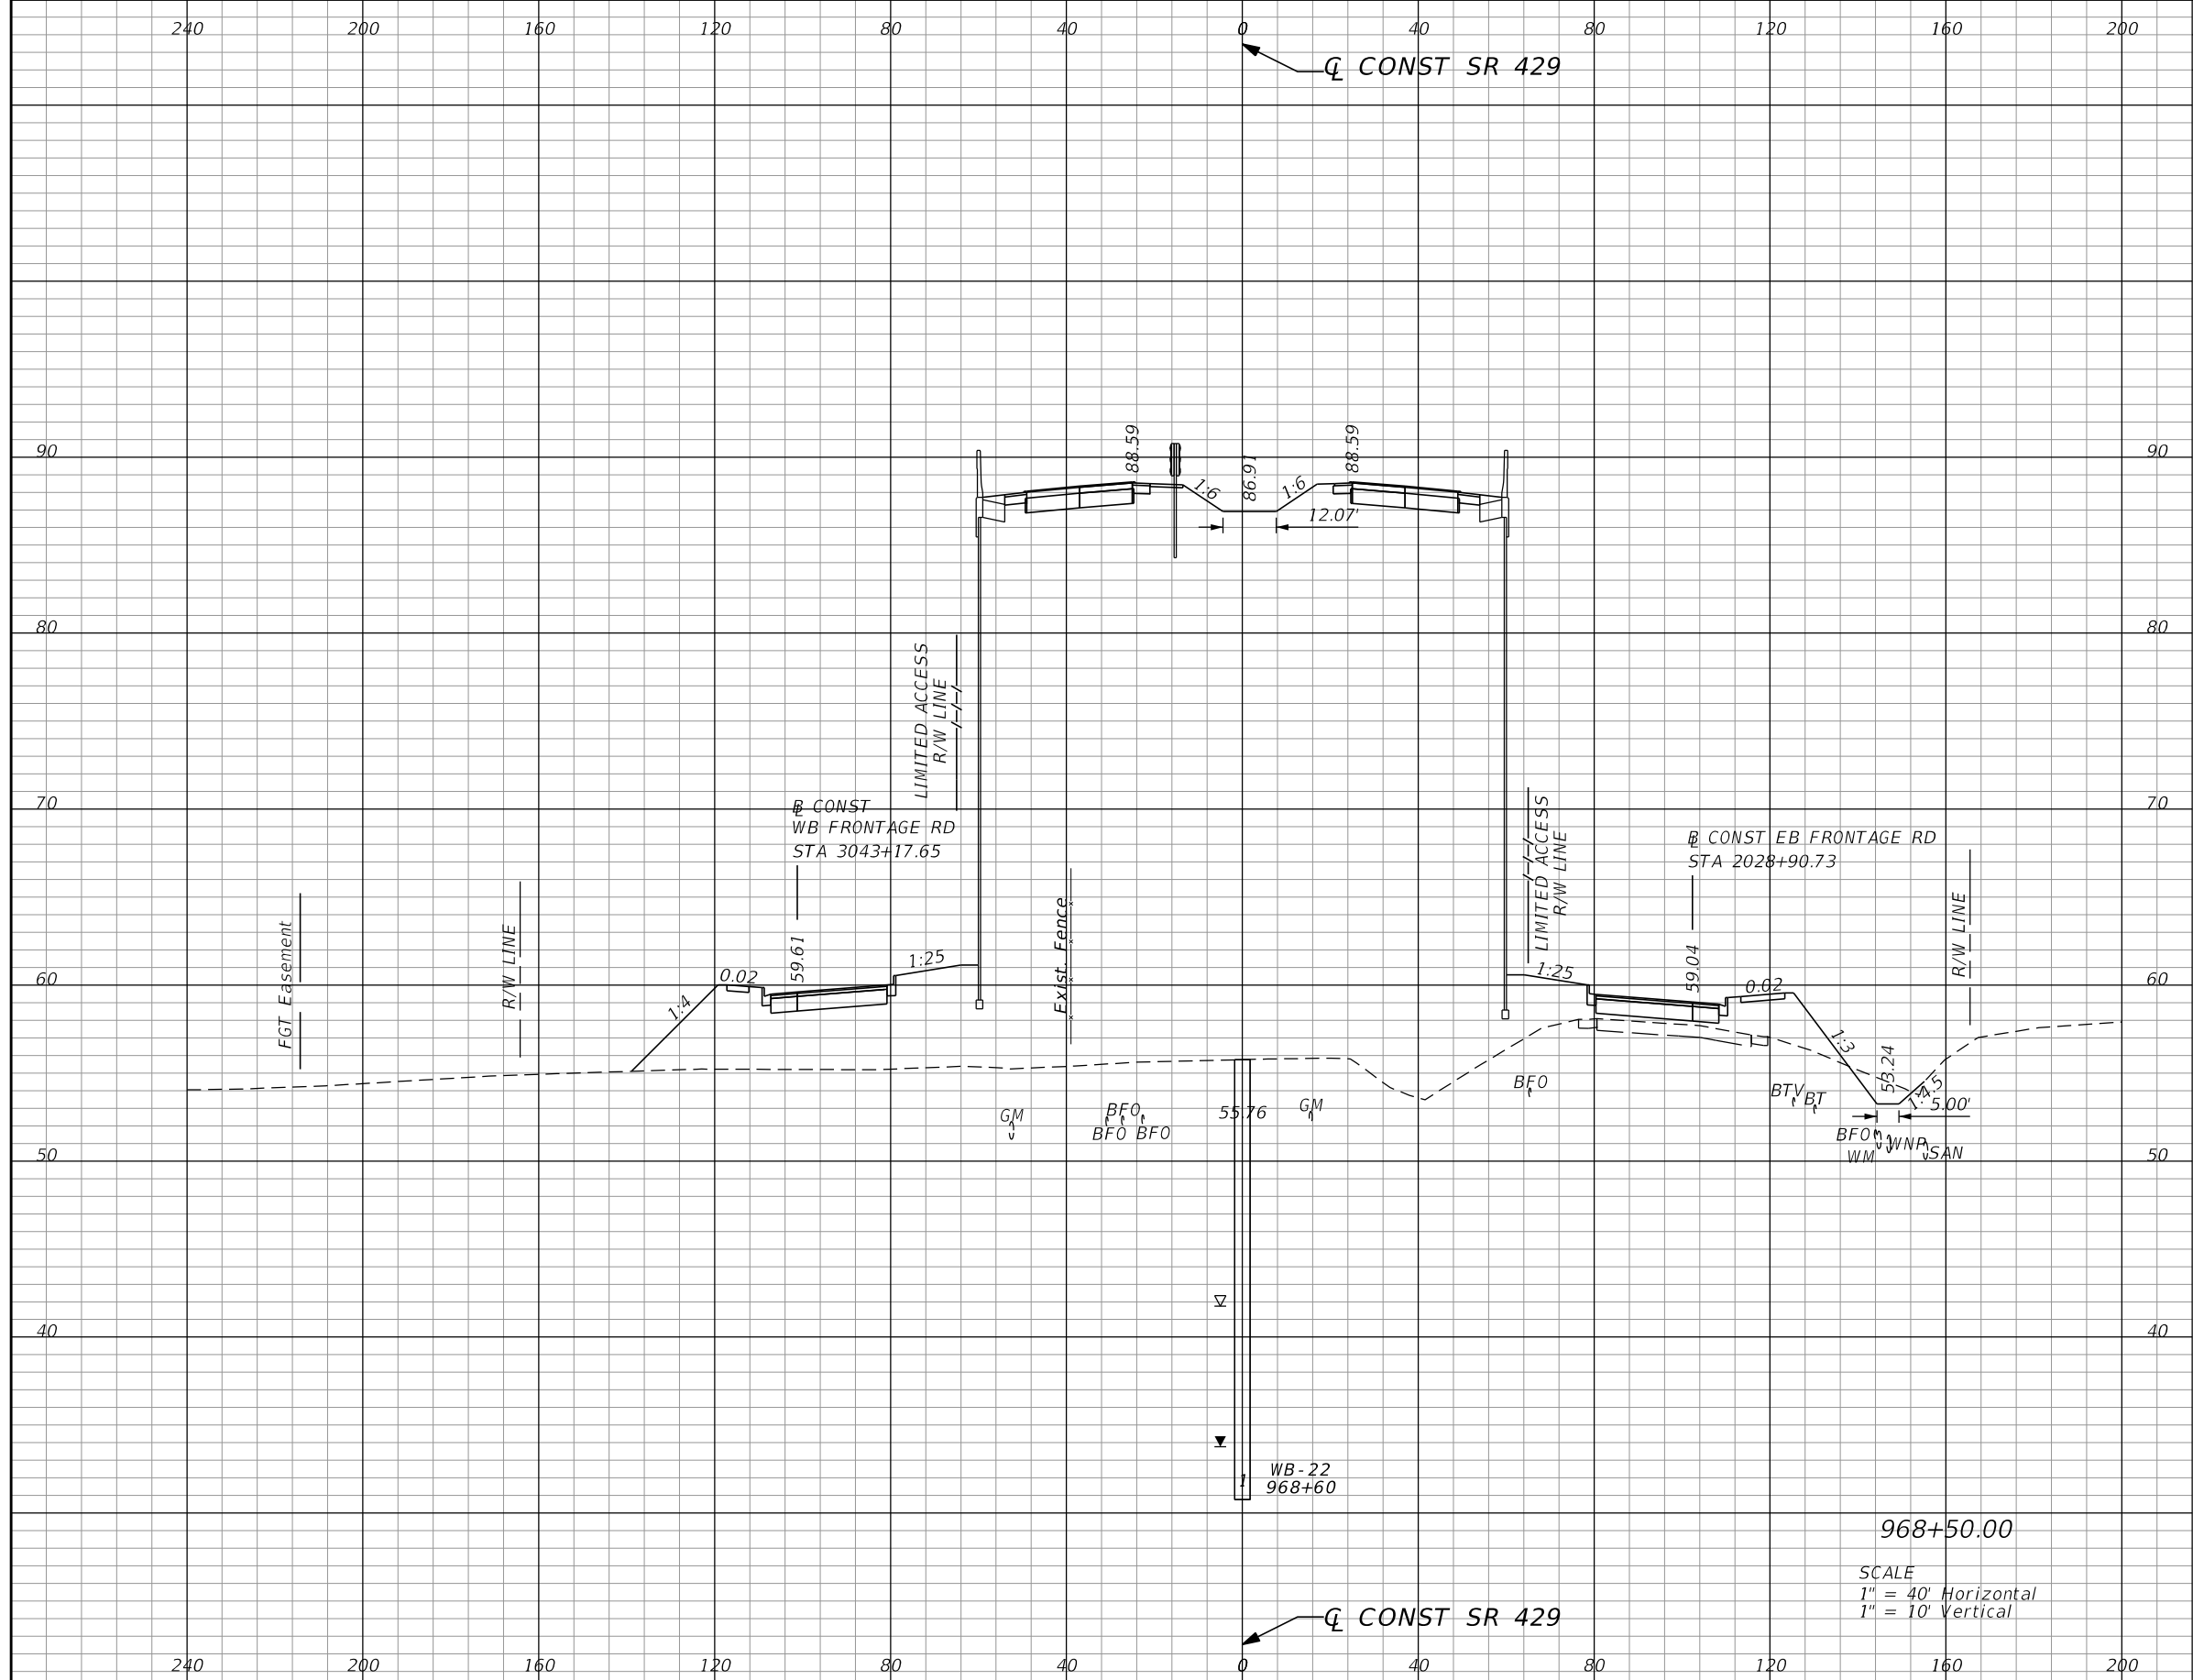 240 200 160 120 80 40 0 40 80 120 160 200
℄ CONST SR 429
90 90
88.59
86.91
88.59
1:6
1:6
12.07'
80 80
LIMITED ACCESS
R/W LINE
70 70
℄ CONST
WB FRONTAGE RD
STA 3043+17.65
LIMITED ACCESS
R/W LINE
℄ CONST EB FRONTAGE RD
STA 2028+90.73
FGT Easement
R/W LINE
59.61
Exist. Fence
59.04
R/W LINE
60 60
0.02
1:25
1:25
0.02
1:4
1:3
53.24
1:4.5
5.00'
GM
BFO
BFO BFO
55.76
GM
BFO
BTV
BT
BFO
WM
WNP
SAN
50 50
40 40
1
WB-22
968+60
968+50.00
SCALE
1" = 40' Horizontal
1" = 10' Vertical
℄ CONST SR 429
240 200 160 120 80 40 0 40 80 120 160 200